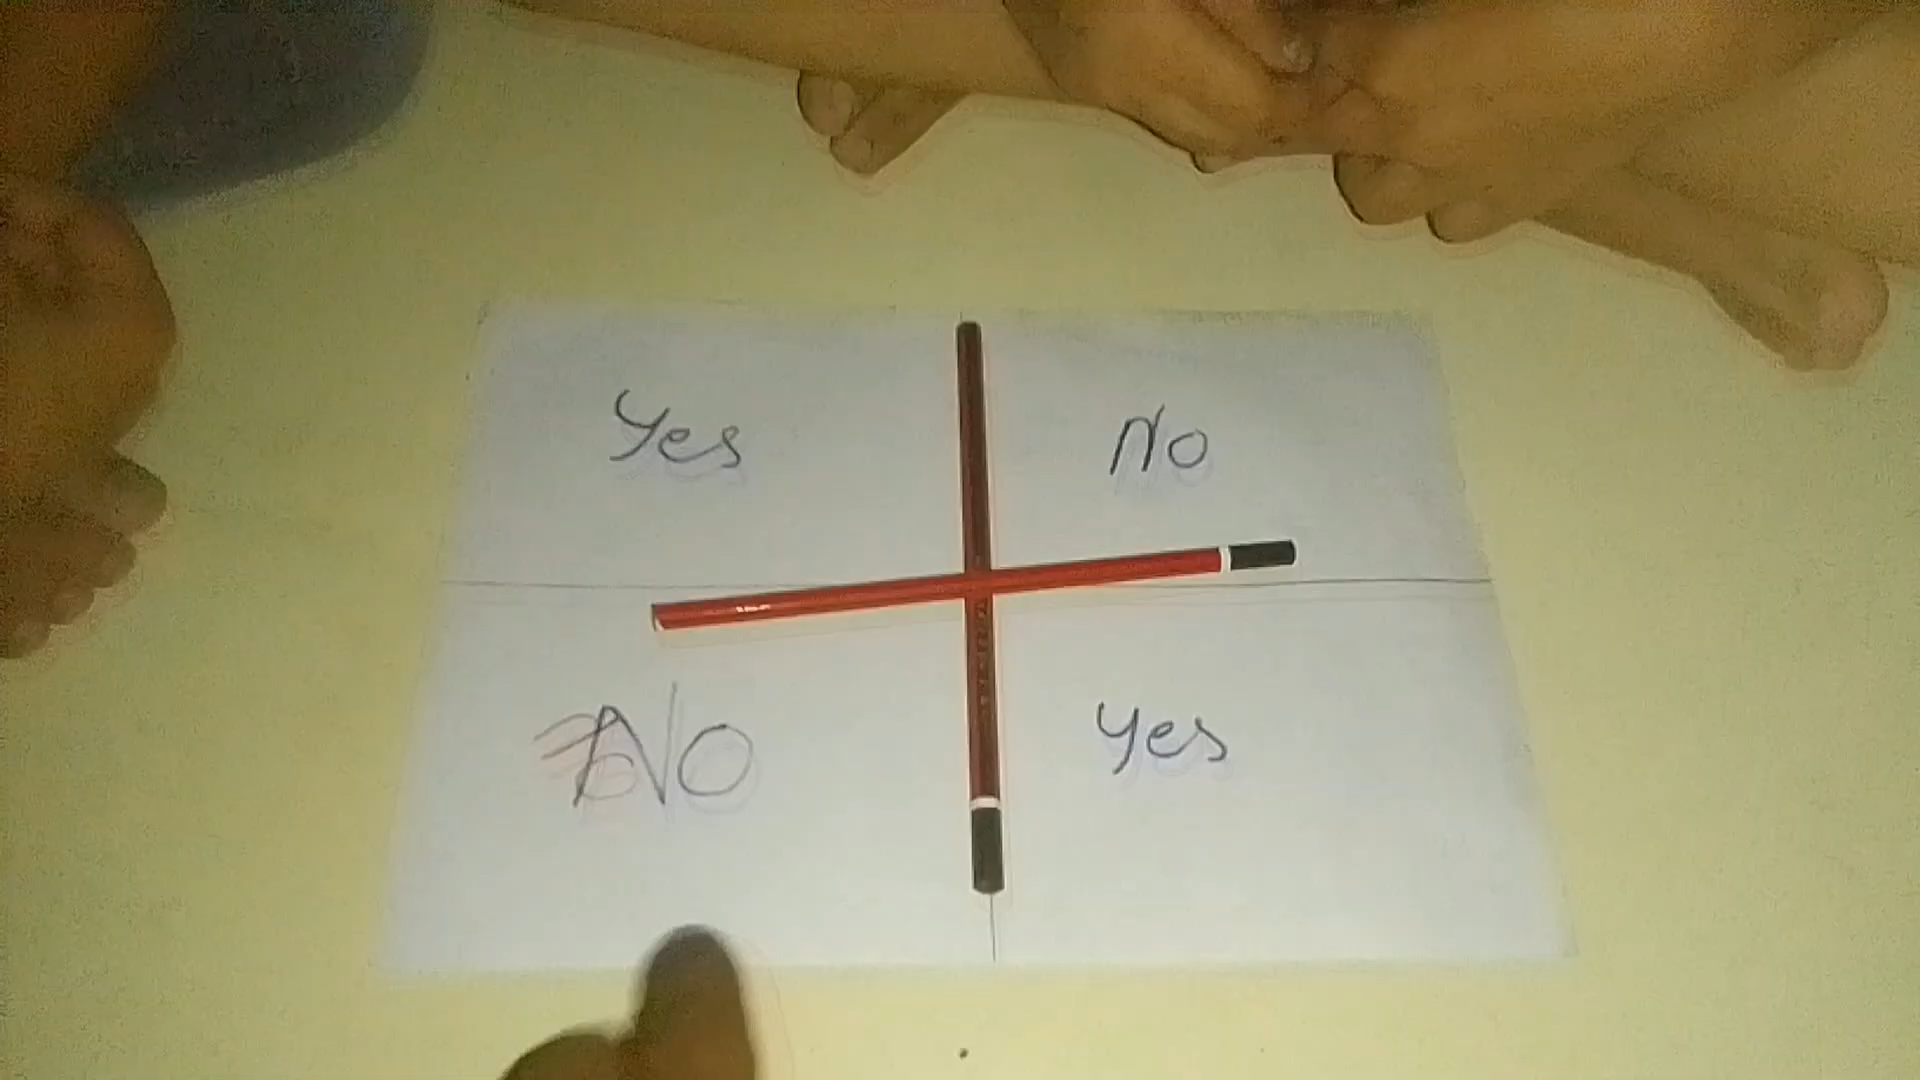 Yes No
No Yes